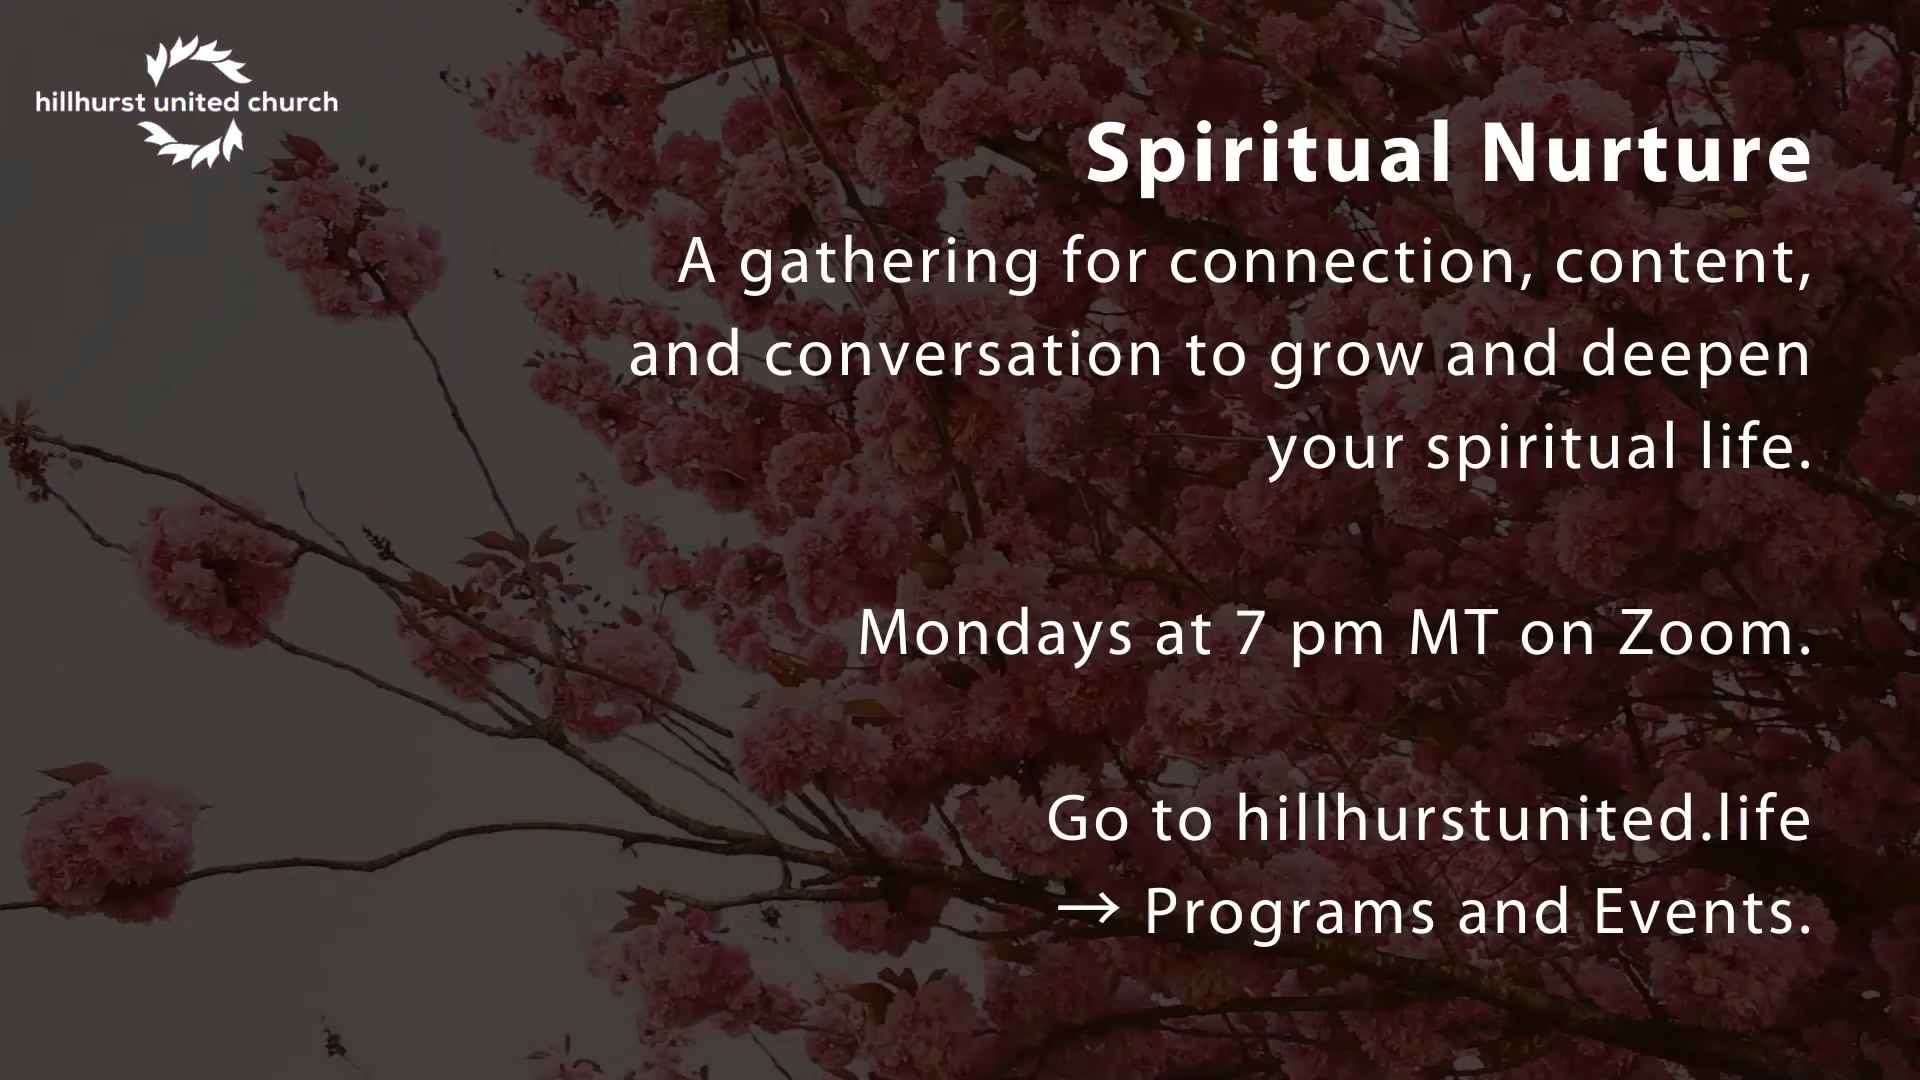 hillhurst united church
Spiritual Nurture
A gathering for connection, content,
and conversation to grow and deepen
your spiritual life.
Mondays at 7 pm MT on Zoom.
Go to hillhurstunited.life
→ Programs and Events.